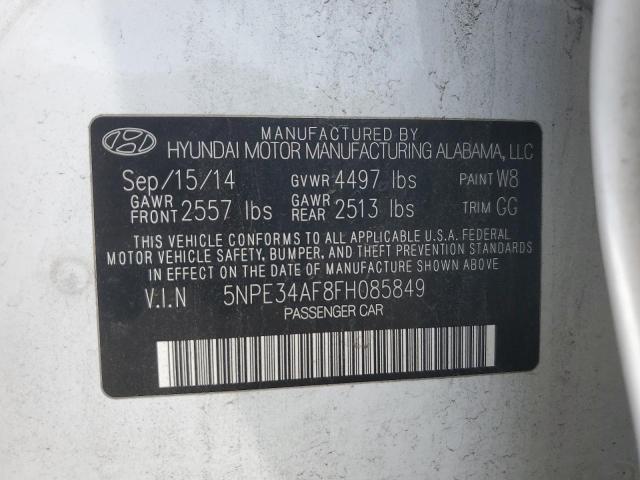 MANUFACTURED BY
HYUNDAI MOTOR MANUFACTURING ALABAMA, LLC
Sep/15/14 GVWR 4497 lbs PAINT W8
GAWR FRONT 2557 lbs GAWR REAR 2513 lbs TRIM GG
THIS VEHICLE CONFORMS TO ALL APPLICABLE U.S.A. FEDERAL
MOTOR VEHICLE SAFETY, BUMPER, AND THEFT PREVENTION STANDARDS
IN EFFECT ON THE DATE OF MANUFACTURE SHOWN ABOVE.
V.I.N 5NPE34AF8FH085849
PASSENGER CAR